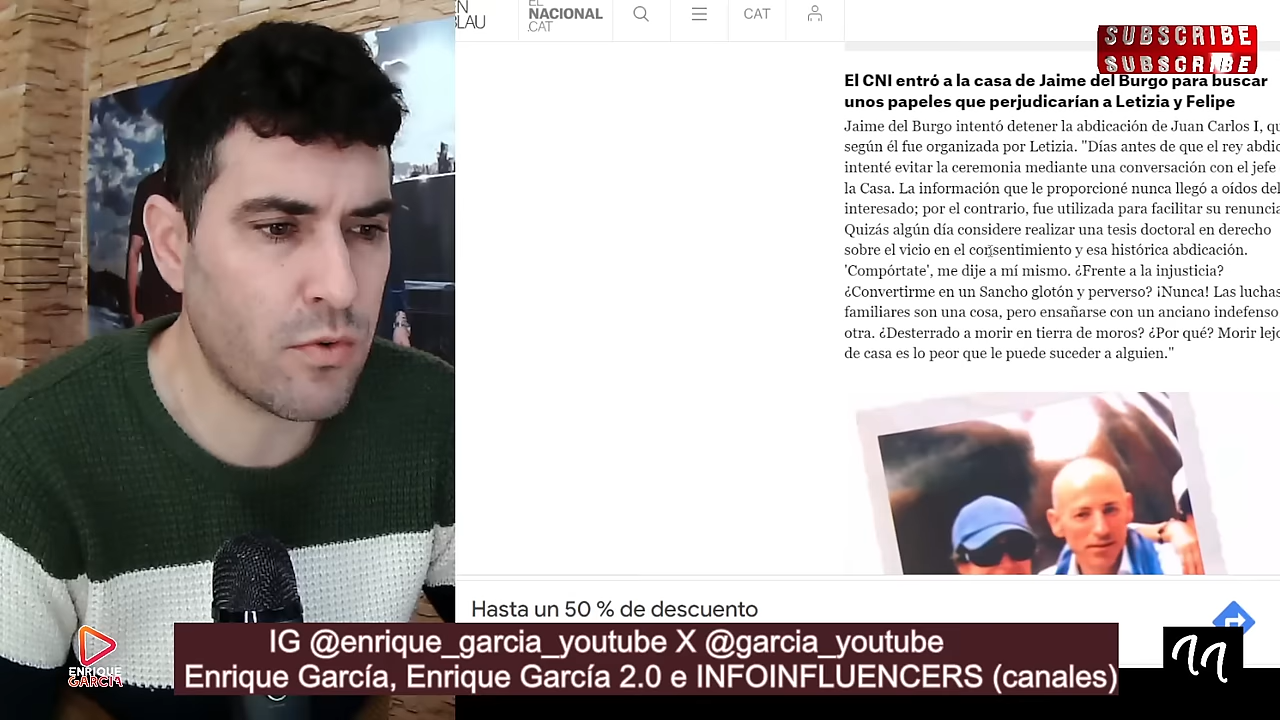 EN
BLAU
EL
NACIONAL
.CAT
CAT
SUBSCRIBE
SUBSCRIBE
El CNI entró a la casa de Jaime del Burgo para buscar
unos papeles que perjudicarían a Letizia y Felipe
Jaime del Burgo intentó detener la abdicación de Juan Carlos I, qu
según él fue organizada por Letizia. "Días antes de que el rey abdic
intenté evitar la ceremonia mediante una conversación con el jefe
la Casa. La información que le proporcioné nunca llegó a oídos del
interesado; por el contrario, fue utilizada para facilitar su renuncia
Quizás algún día considere realizar una tesis doctoral en derecho
sobre el vicio en el consentimiento y esa histórica abdicación.
'Compórtate', me dije a mí mismo. ¿Frente a la injusticia?
¿Convertirme en un Sancho glotón y perverso? ¡Nunca! Las luchas
familiares son una cosa, pero ensañarse con un anciano indefenso
otra. ¿Desterrado a morir en tierra de moros? ¿Por qué? Morir lejo
de casa es lo peor que le puede suceder a alguien."
Hasta un 50 % de descuento
IG @enrique_garcia_youtube X @garcia_youtube
Enrique García, Enrique García 2.0 e INFOINFLUENCERS (canales)
ENRIQUE
GARCÍA